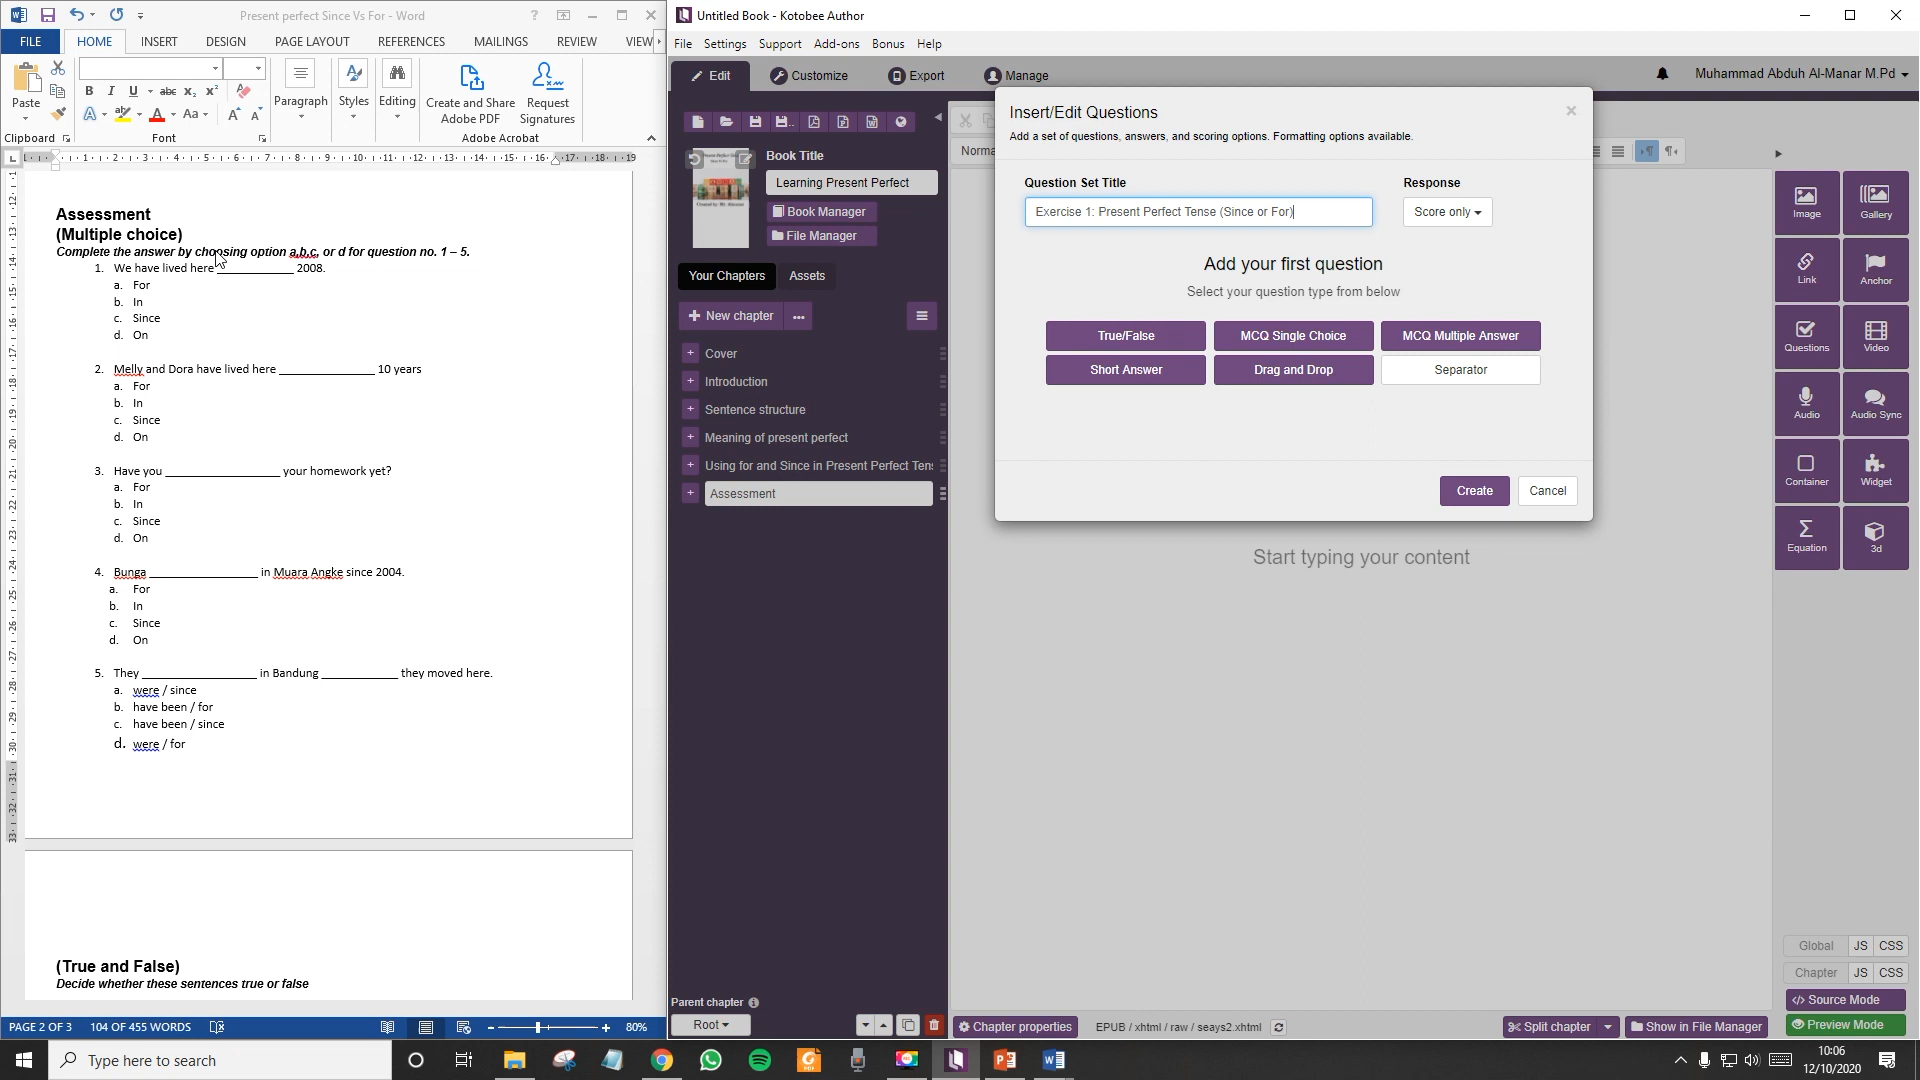 Present perfect Since Vs For - Word
FILE
HOME
INSERT
DESIGN
PAGE LAYOUT
REFERENCES
MAILINGS
REVIEW
VIEW
Paste
Paragraph
Styles
Editing
Create and Share
Adobe PDF
Request
Signatures
Clipboard
Font
Adobe Acrobat
Assessment
(Multiple choice)
Complete the answer by choosing option a,b,c, or d for question no. 1 – 5.
1. We have lived here ____________ 2008.
a. For
b. In
c. Since
d. On
2. Melly and Dora have lived here _______________ 10 years
a. For
b. In
c. Since
d. On
3. Have you __________________ your homework yet?
a. For
b. In
c. Since
d. On
4. Bunga _________________ in Muara Angke since 2004.
a. For
b. In
c. Since
d. On
5. They __________________ in Bandung ____________ they moved here.
a. were / since
b. have been / for
c. have been / since
d. were / for
(True and False)
Decide whether these sentences true or false
PAGE 2 OF 3
104 OF 455 WORDS
80%
Untitled Book - Kotobee Author
File Settings Support Add-ons Bonus Help
Edit
Customize
Export
Manage
Muhammad Abduh Al-Manar M.Pd
Book Title
Learning Present Perfect
Book Manager
File Manager
Your Chapters
Assets
New chapter
Cover
Introduction
Sentence structure
Meaning of present perfect
Using for and Since in Present Perfect Ten
Assessment
Parent chapter
Root
Norma
Insert/Edit Questions
Add a set of questions, answers, and scoring options. Formatting options available.
Question Set Title
Response
Exercise 1: Present Perfect Tense (Since or For)
Score only
Add your first question
Select your question type from below
True/False
MCQ Single Choice
MCQ Multiple Answer
Short Answer
Drag and Drop
Separator
Create
Cancel
Start typing your content
Image
Gallery
Link
Anchor
Questions
Video
Audio
Audio Sync
Container
Widget
Equation
3d
Global JS CSS
Chapter JS CSS
Source Mode
Preview Mode
Chapter properties
EPUB / xhtml / raw / seays2.xhtml
Split chapter
Show in File Manager
Type here to search
10:06
12/10/2020